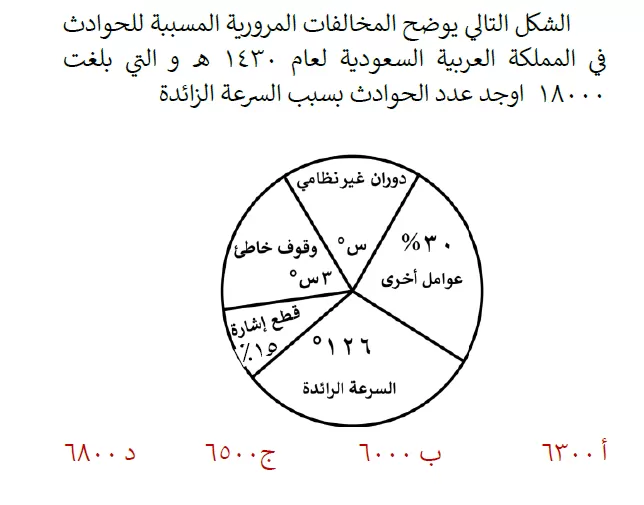 الشكل التالي يوضح المخالفات المرورية المسببة للحوادث
في المملكة العربية السعودية لعام ١٤٣٠ هـ و التي بلغت
١٨٠٠٠ اوجد عدد الحوادث بسبب السرعة الزائدة
دوران غير نظامي
س°
٣٠%
عوامل أخرى
وقوف خاطئ
٣س°
قطع إشارة
١٥٪
١٢٦°
السرعة الزائدة
أ ٦٣٠٠ ب ٦٠٠٠ ج ٦٥٠٠ د ٦٨٠٠